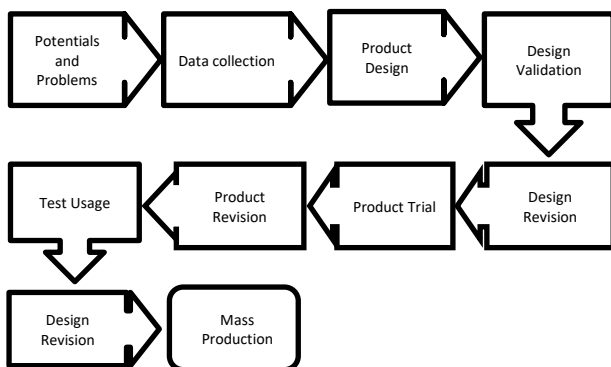 Potentials
and
Problems
Data collection
Product
Design
Design
Validation
Design
Revision
Product Trial
Product
Revision
Test Usage
Design
Revision
Mass
Production